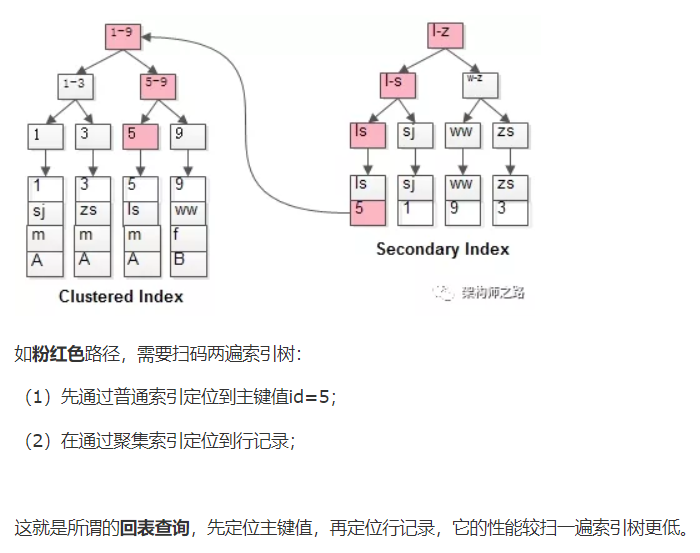 1-9
1-3
5-9
1
3
5
9
1
3
5
9
sj
zs
ls
ww
m
m
m
f
A
A
A
B
Clustered Index
l-z
l-s
w-z
ls
sj
ww
zs
ls
sj
ww
zs
5
1
9
3
Secondary Index
架构师之路
如粉红色路径，需要扫码两遍索引树：
（1）先通过普通索引定位到主键值id=5；
（2）在通过聚集索引定位到行记录；
这就是所谓的回表查询，先定位主键值，再定位行记录，它的性能较扫一遍索引树更低。